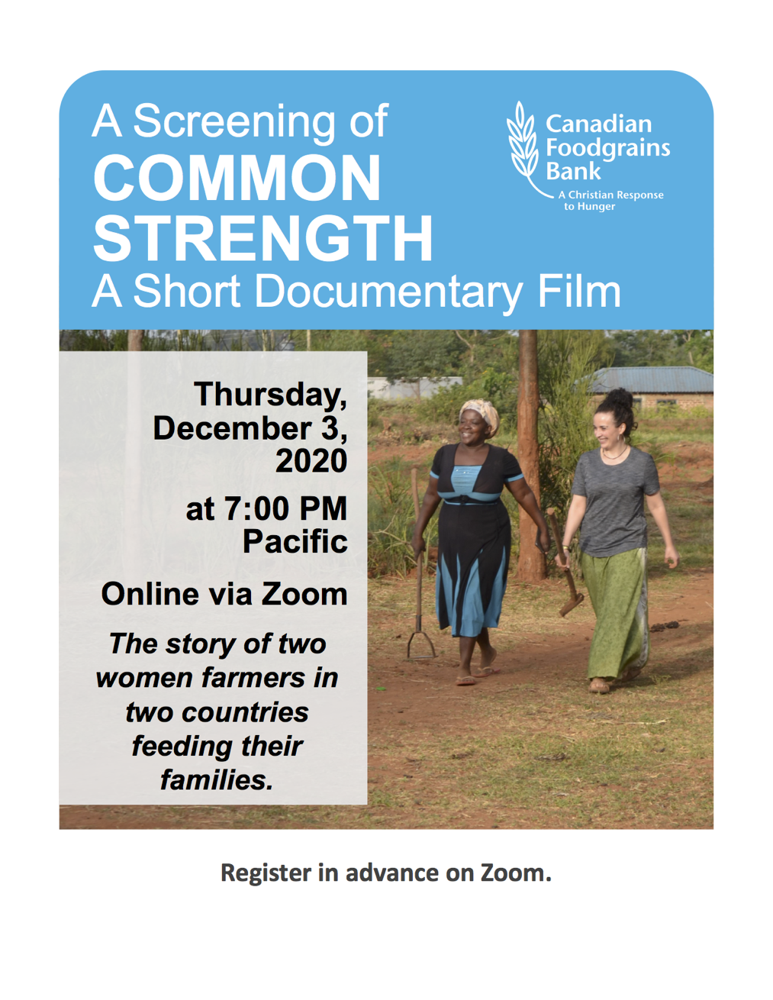 A Screening of
COMMON
STRENGTH
A Short Documentary Film
Canadian
Foodgrains
Bank
A Christian Response
to Hunger
Thursday,
December 3,
2020
at 7:00 PM
Pacific
Online via Zoom
The story of two
women farmers in
two countries
feeding their
families.
Register in advance on Zoom.